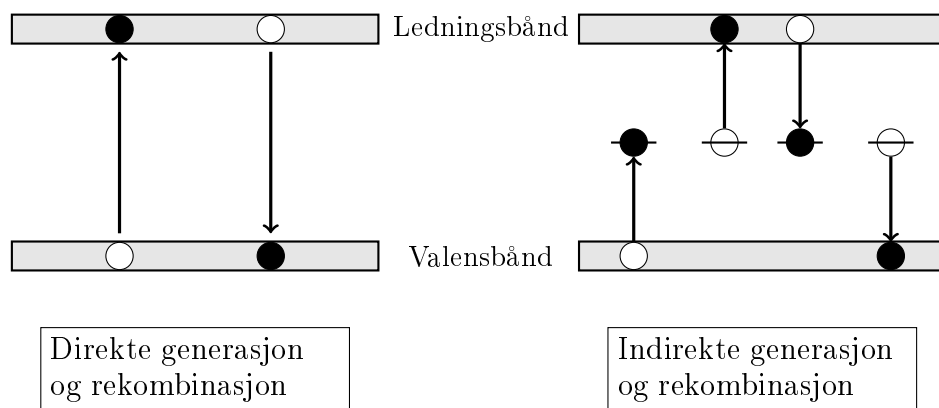 Ledningsbånd
Valensbånd
Direkte generasjon
og rekombinasjon
Indirekte generasjon
og rekombinasjon